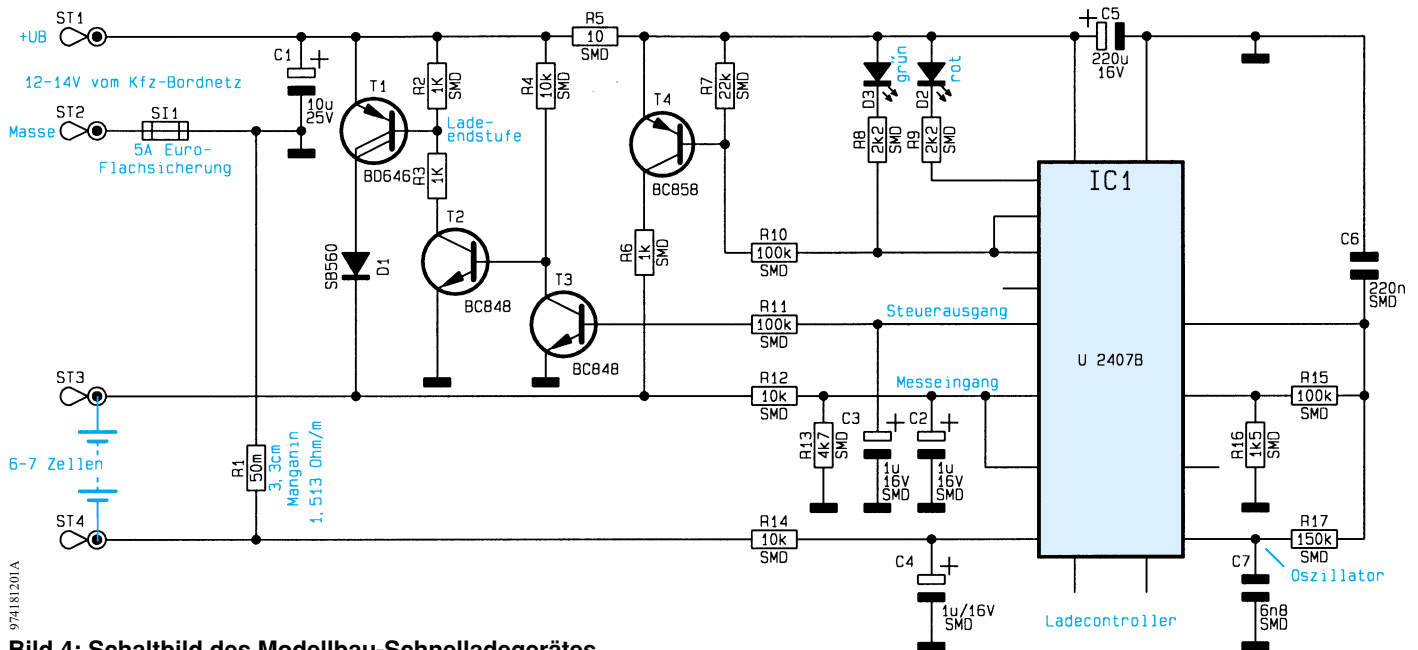 ST1
+UB
12-14V vom Kfz-Bordnetz
ST2
Masse
SI1
5A Euro-
Flachsicherung
C1
+
10u
25V
T1
BD646
R2
1K
SMD
Lade-
endstufe
R3
1K
SMD
R4
10k
SMD
R5
10
SMD
T2
BC848
T3
BC848
SB560
D1
T4
BC858
R6
1k
SMD
R7
22k
SMD
D3
grün
D2
rot
R8
2k2
SMD
R9
2k2
SMD
+
C5
220u
16V
IC1
U 2407B
R10
100k
SMD
R11
100k
SMD
Steuerausgang
R12
10k
SMD
Messeingang
R13
4k7
SMD
C3
+
1u
16V
SMD
C2
+
1u
16V
SMD
C6
220n
SMD
R15
100k
SMD
R16
1k5
SMD
R17
150k
SMD
Oszillator
C7
6n8
SMD
ST3
6-7 Zellen
ST4
R1
50m
3,3cm
Manganin
1,513 Ohm/m
R14
10k
SMD
C4
+
1u/16V
SMD
Ladecontroller
974181201A
Bild 4: Schaltbild des Modellbau-Schnelladegerätes